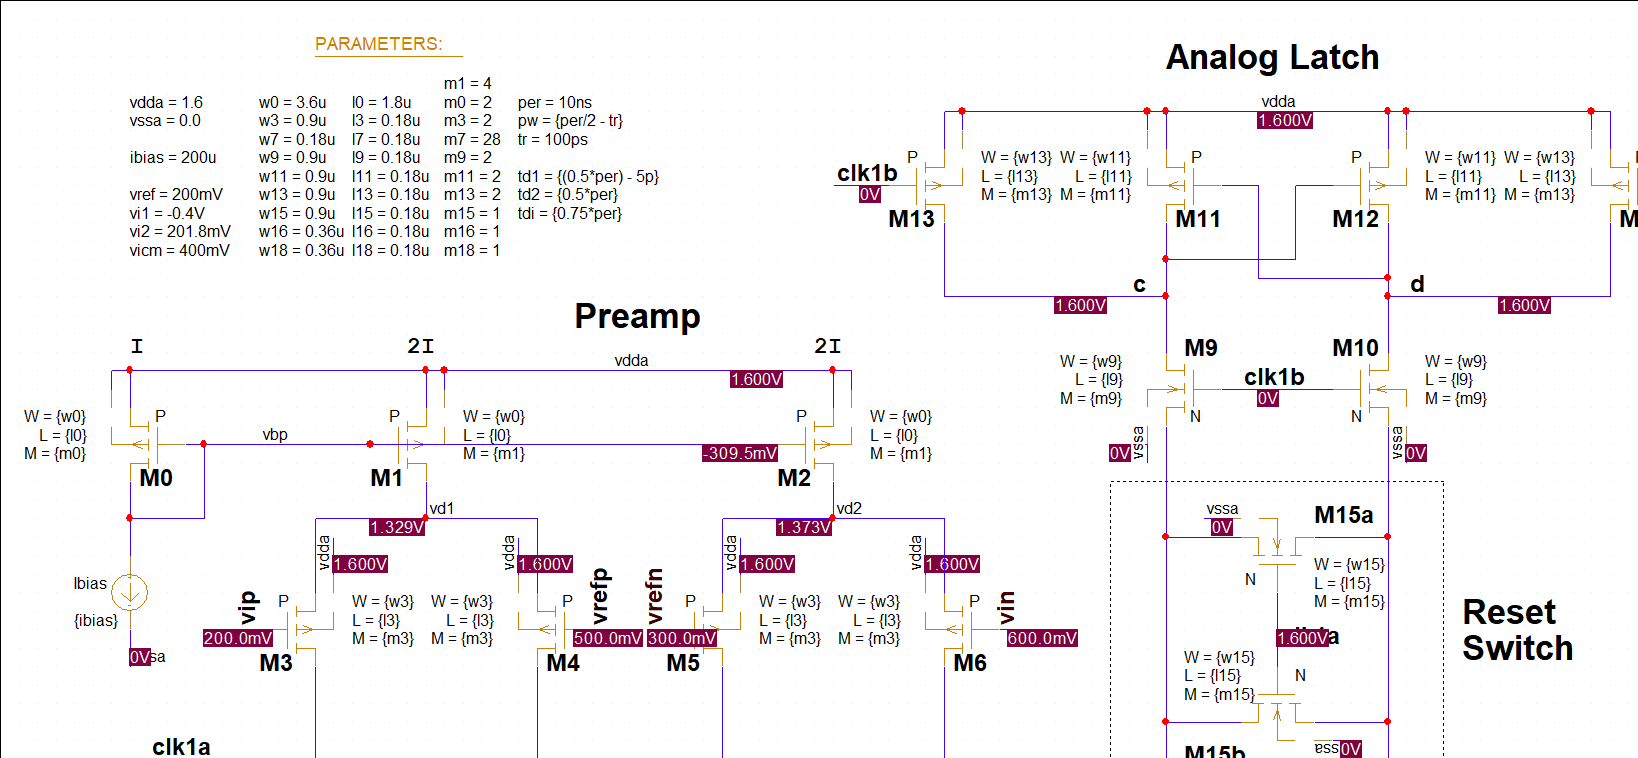 PARAMETERS:
Analog Latch
m1 = 4
vdda = 1.6 w0 = 3.6u l0 = 1.8u m0 = 2 per = 10ns
vssa = 0.0 w3 = 0.9u l3 = 0.18u m3 = 2 pw = {per/2 - tr}
w7 = 0.18u l7 = 0.18u m7 = 28 tr = 100ps
ibias = 200u w9 = 0.9u l9 = 0.18u m9 = 2
w11 = 0.9u l11 = 0.18u m11 = 2 td1 = {(0.5*per) - 5p}
vref = 200mV w13 = 0.9u l13 = 0.18u m13 = 2 td2 = {0.5*per}
vi1 = -0.4V w15 = 0.9u l15 = 0.18u m15 = 1 tdi = {0.75*per}
vi2 = 201.8mV w16 = 0.36u l16 = 0.18u m16 = 1
vicm = 400mV w18 = 0.36u l18 = 0.18u m18 = 1
vdda
1.600V
clk1b
0V
P
M13
W = {w13}
L = {l13}
M = {m13}
W = {w11}
L = {l11}
M = {m11}
P
M11
P
M12
W = {w11}
L = {l11}
M = {m11}
W = {w13}
L = {l13}
M = {m13}
P
M
c
1.600V
d
1.600V
Preamp
I
2I
2I
vdda
1.600V
W = {w0}
L = {l0}
M = {m0}
P
M0
vbp
P
M1
W = {w0}
L = {l0}
M = {m1}
-309.5mV
P
M2
W = {w0}
L = {l0}
M = {m1}
W = {w9}
L = {l9}
M = {m9}
M9
N
clk1b
0V
M10
N
W = {w9}
L = {l9}
M = {m9}
0V
vssa
vssa
0V
vd1
1.329V
vd2
1.373V
vdda
1.600V
vdda
1.600V
vdda
1.600V
vdda
1.600V
Ibias
{ibias}
0V
sa
vip
200.0mV
P
M3
W = {w3}
L = {l3}
M = {m3}
W = {w3}
L = {l3}
M = {m3}
P
M4
vrefp
500.0mV
vrefn
300.0mV
P
M5
W = {w3}
L = {l3}
M = {m3}
W = {w3}
L = {l3}
M = {m3}
P
M6
vin
600.0mV
vssa
0V
M15a
N
W = {w15}
L = {l15}
M = {m15}
1.600V
Reset
Switch
W = {w15}
L = {l15}
M = {m15}
N
M15b
vssa
0V
clk1a